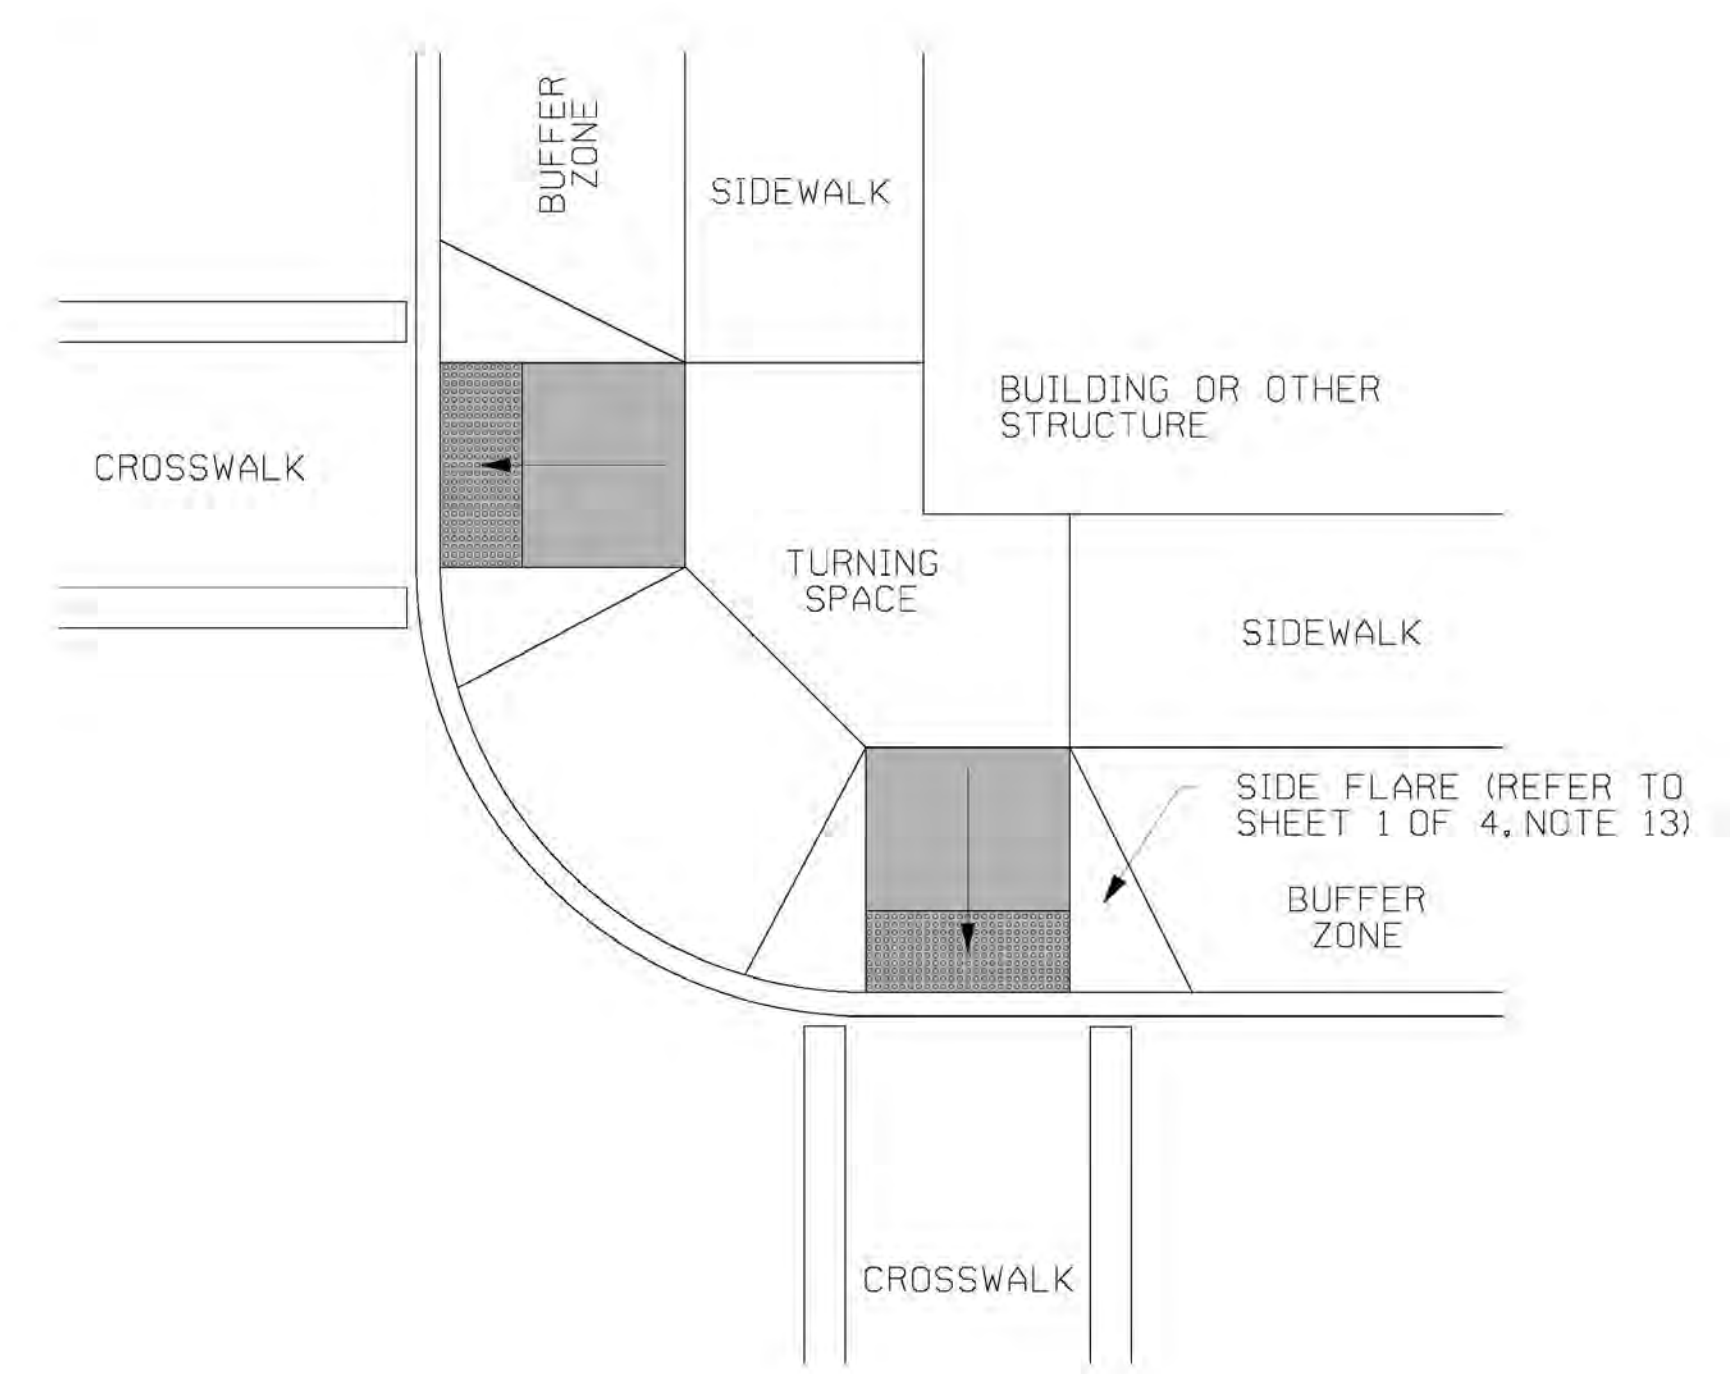 BUFFER
ZONE
SIDEWALK
BUILDING OR OTHER
STRUCTURE
CROSSWALK
TURNING
SPACE
SIDEWALK
SIDE FLARE (REFER TO
SHEET 1 OF 4, NOTE 13)
BUFFER
ZONE
CROSSWALK